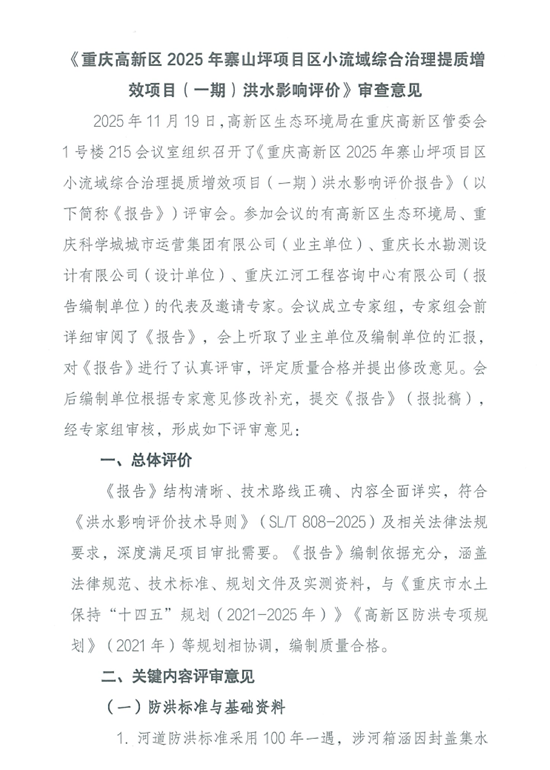 《重庆高新区 2025 年寨山坪项目区小流域综合治理提质增
效项目（一期）洪水影响评价》审查意见
2025 年 11 月 19 日，高新区生态环境局在重庆高新区管委会
1 号楼 215 会议室组织召开了《重庆高新区 2025 年寨山坪项目区
小流域综合治理提质增效项目（一期）洪水影响评价报告》（以
下简称《报告》）评审会。参加会议的有高新区生态环境局、重
庆科学城城市运营集团有限公司（业主单位）、重庆长水勘测设
计有限公司（设计单位）、重庆江河工程咨询中心有限公司（报
告编制单位）的代表及邀请专家。会议成立专家组，专家组会前
详细审阅了《报告》，会上听取了业主单位及编制单位的汇报，
对《报告》进行了认真评审，评定质量合格并提出修改意见。会
后编制单位根据专家意见修改补充，提交《报告》（报批稿），
经专家组审核，形成如下评审意见：
一、总体评价
《报告》结构清晰、技术路线正确、内容全面详实，符合
《洪水影响评价技术导则》（SL/T 808-2025）及相关法律法规
要求，深度满足项目审批需要。《报告》编制依据充分，涵盖
法律规范、技术标准、规划文件及实测资料，与《重庆市水土
保持“十四五”规划（2021-2025 年）》《高新区防洪专项规
划》（2021 年）等规划相协调，编制质量合格。
二、关键内容评审意见
（一）防洪标准与基础资料
1. 河道防洪标准采用 100 年一遇，涉河箱涵因封盖集水